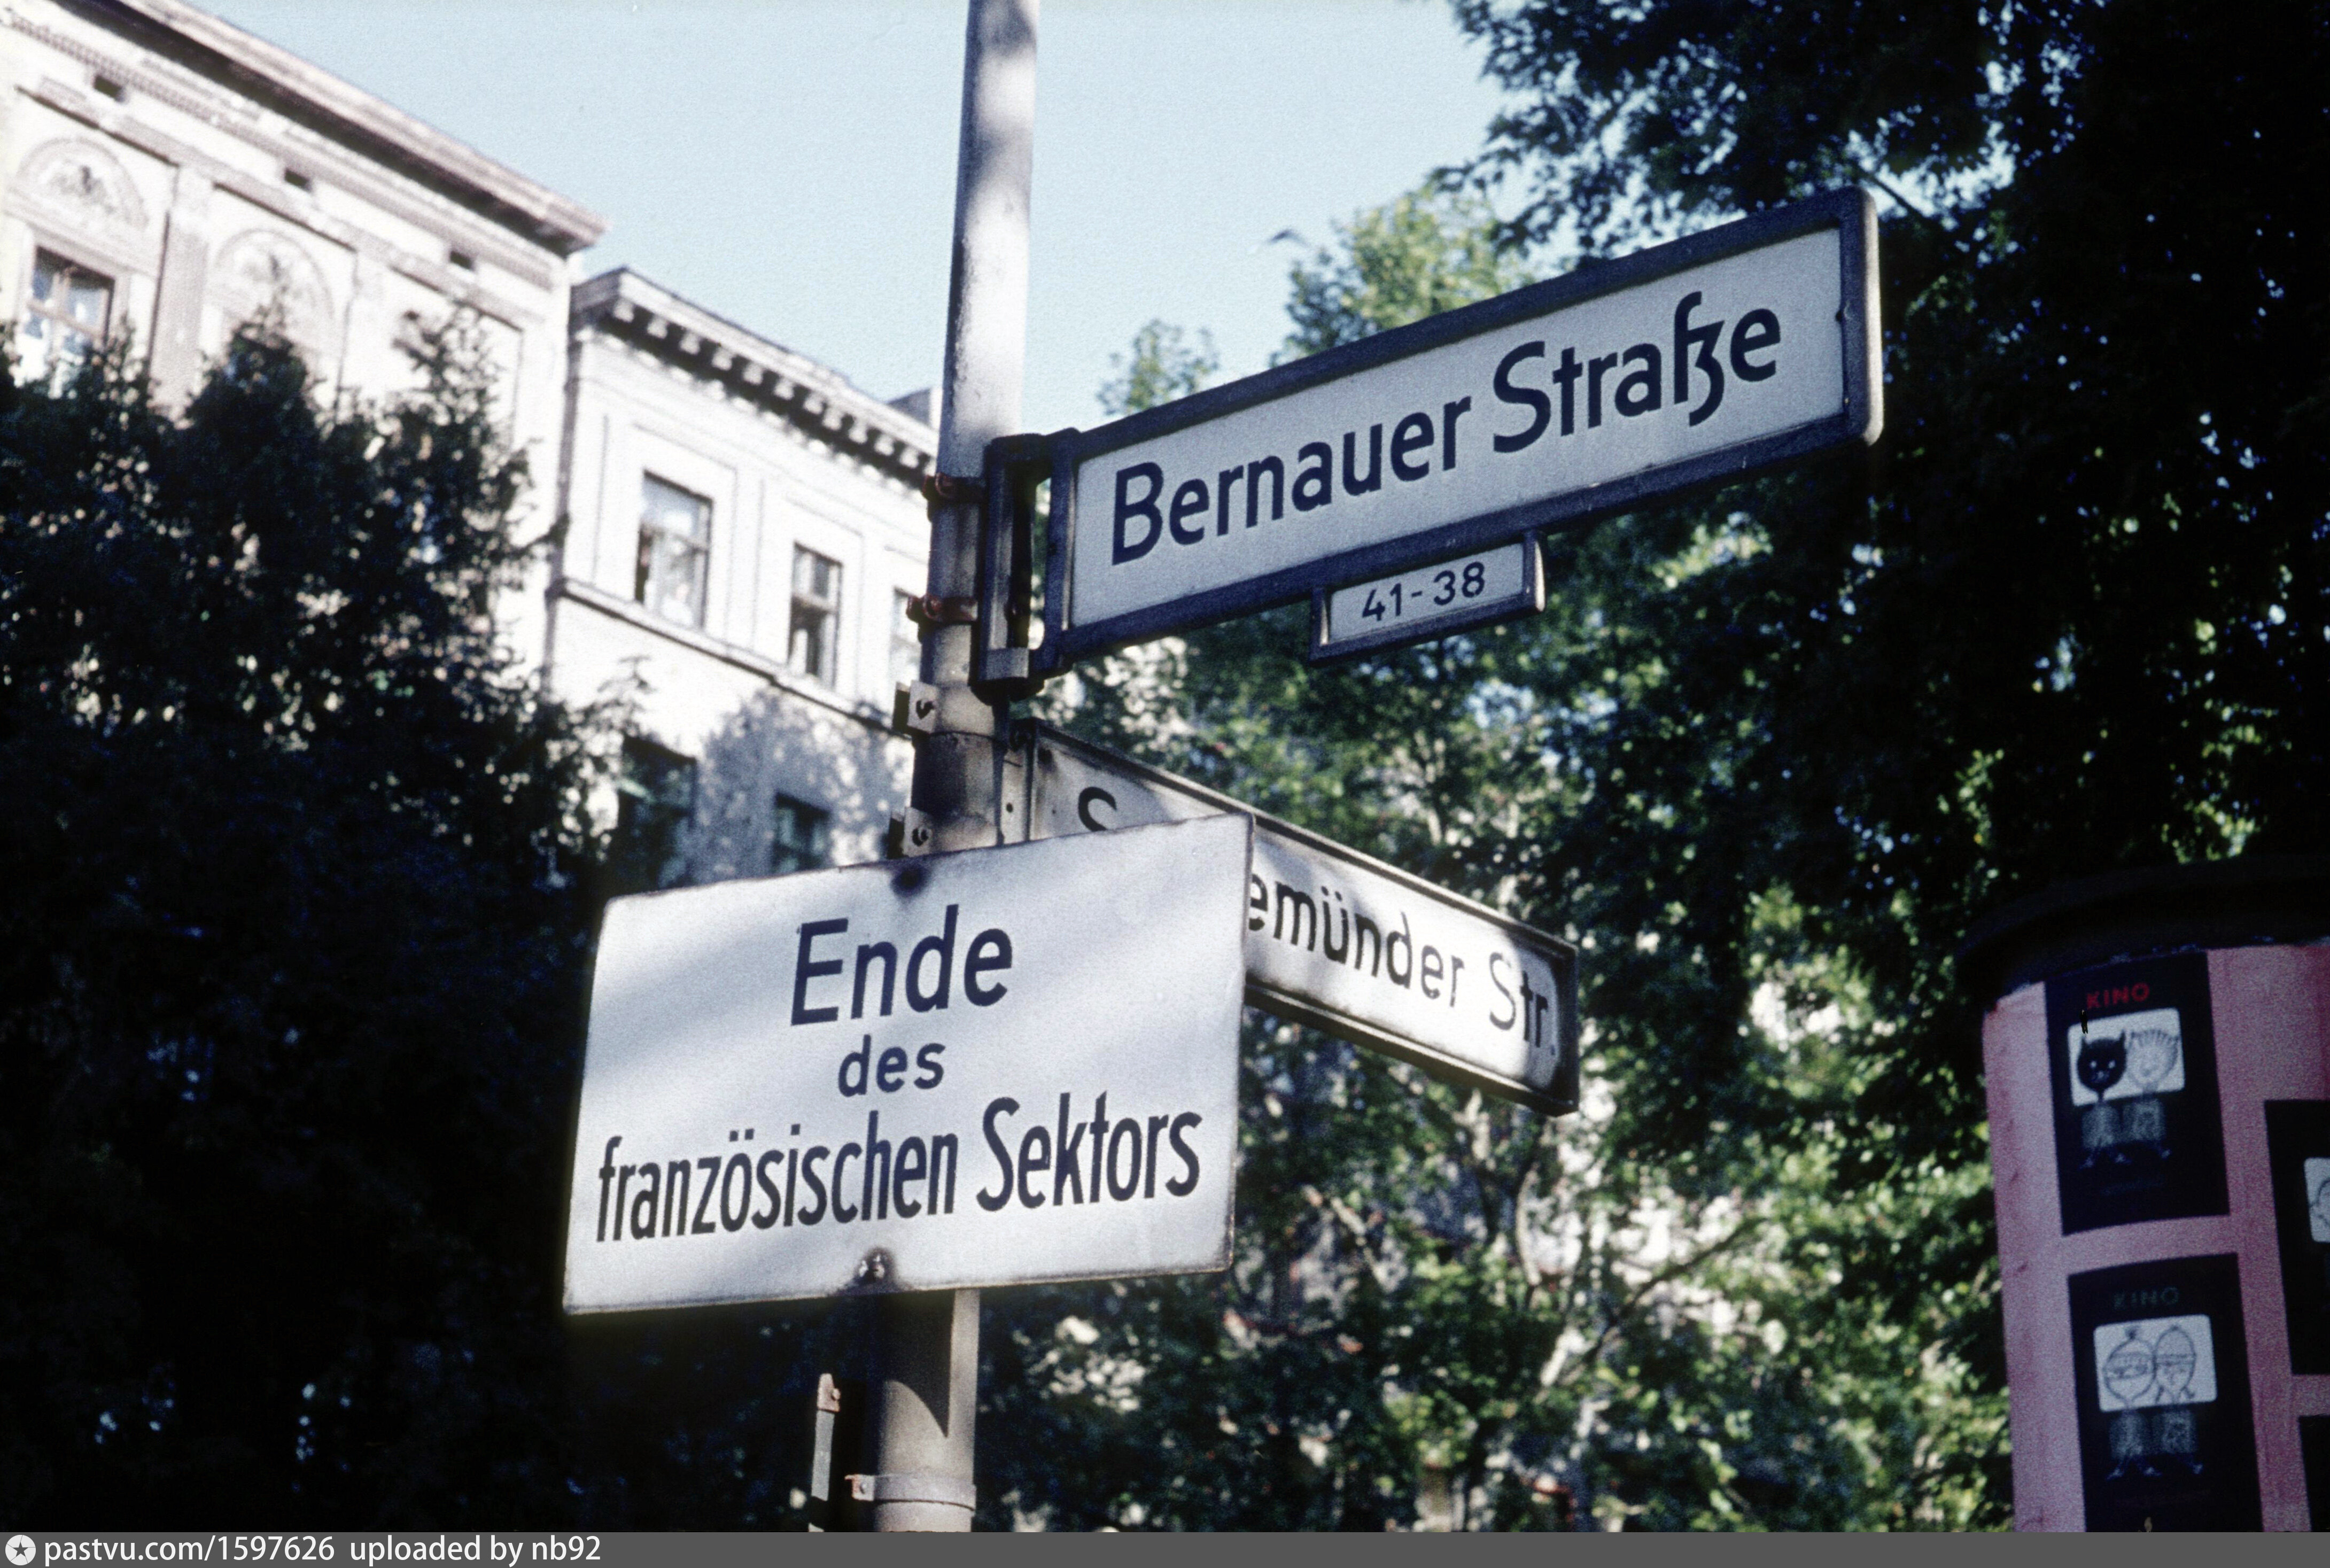 Bernauer Straße
41-38
S
emünder Str.
Ende
des
französischen Sektors
KINO
KINO
pastvu.com/1597626 uploaded by nb92